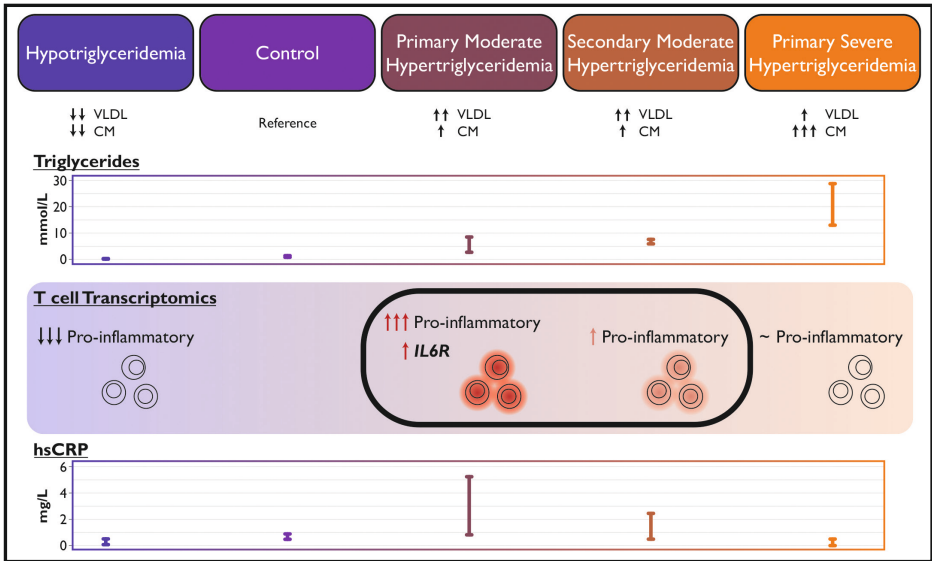 Hypotriglyceridemia
Control
Primary Moderate
Hypertriglyceridemia
Secondary Moderate
Hypertriglyceridemia
Primary Severe
Hypertriglyceridemia
↓↓ VLDL
↓↓ CM
Reference
↑↑ VLDL
↑ CM
↑↑ VLDL
↑ CM
↑ VLDL
↑↑↑ CM
Triglycerides
mmol/L
30
20
10
0
T cell Transcriptomics
↓↓↓ Pro-inflammatory
↑↑↑ Pro-inflammatory
↑ IL6R
↑ Pro-inflammatory
~ Pro-inflammatory
hsCRP
mg/L
6
4
2
0